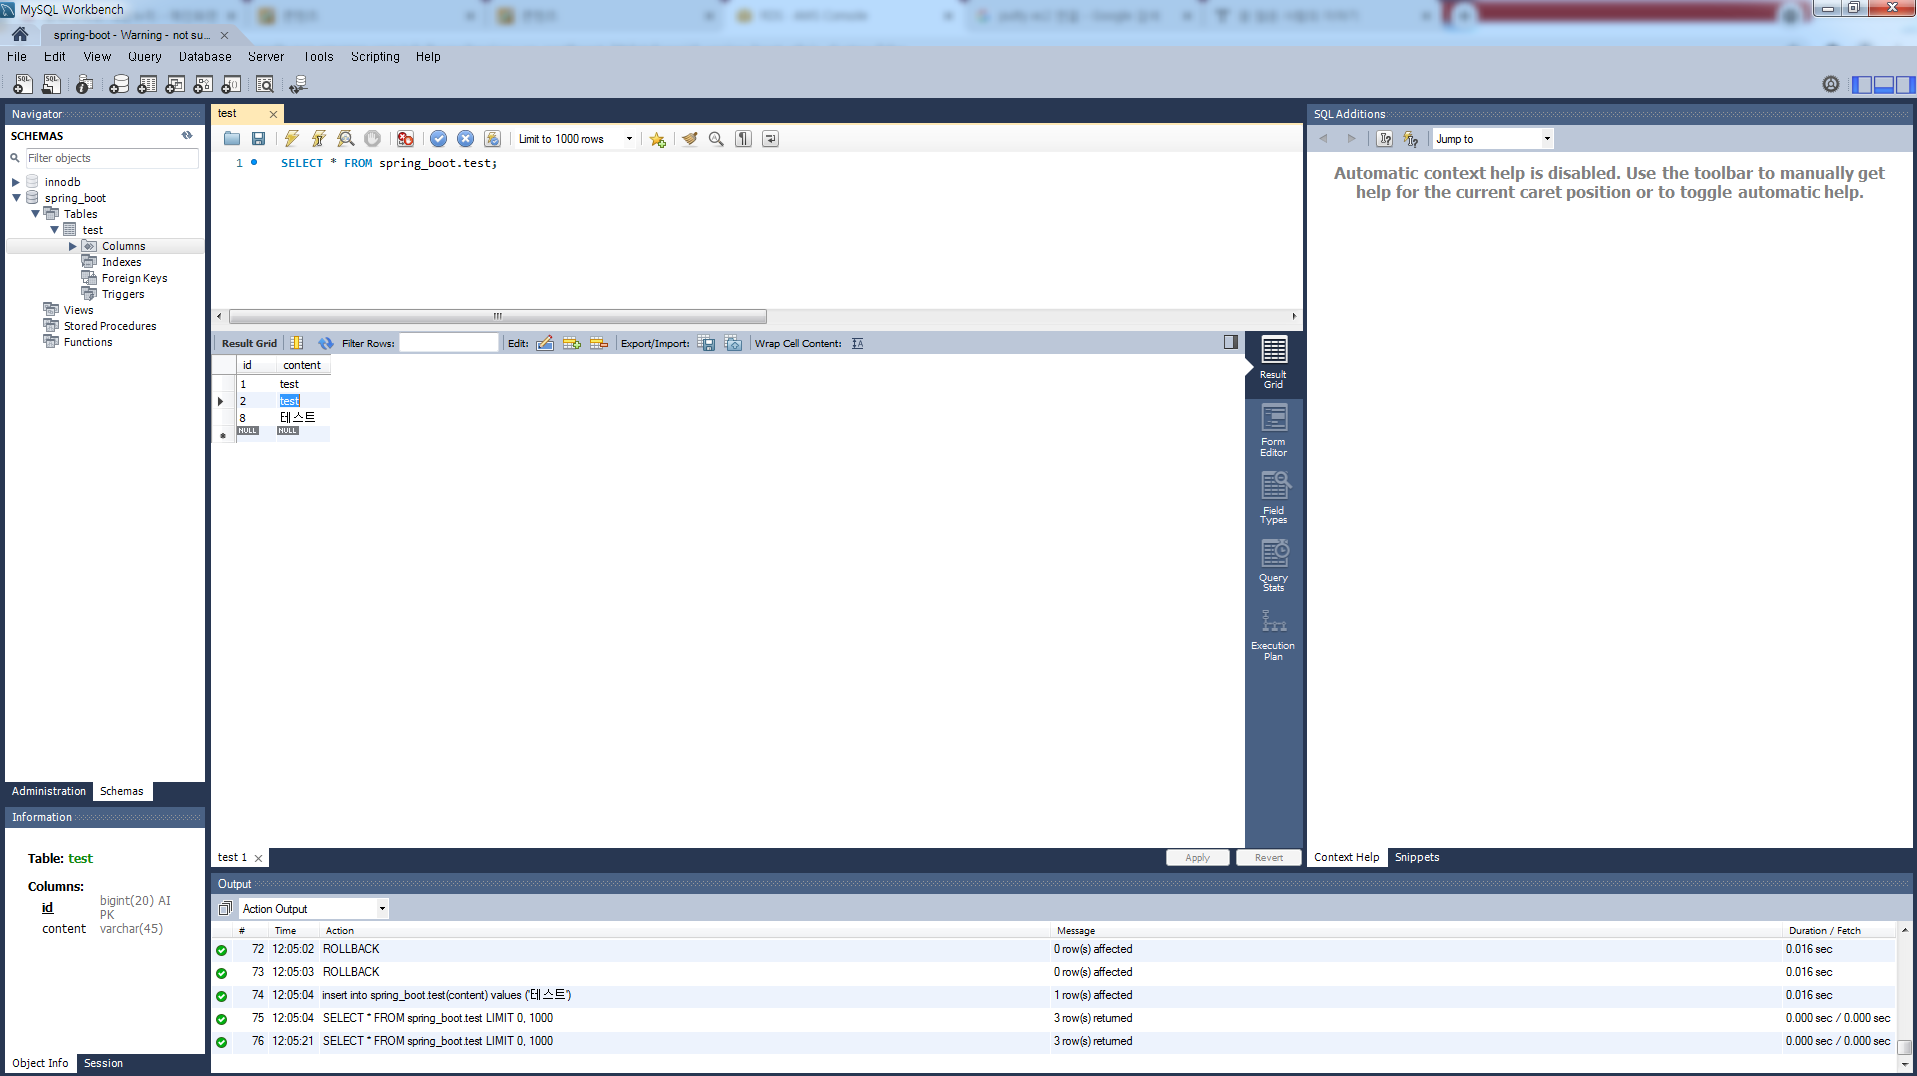 MySQL Workbench
RDS - AWS Console
spring-boot - Warning - not su...
File Edit View Query Database Server Tools Scripting Help
Navigator
SCHEMAS
Filter objects
innodb
spring_boot
Tables
test
Columns
Indexes
Foreign Keys
Triggers
Views
Stored Procedures
Functions
Administration Schemas
Information
Table: test
Columns:
id bigint(20) AI PK
content varchar(45)
Object Info Session
test
Limit to 1000 rows
1 SELECT * FROM spring_boot.test;
Result Grid Filter Rows: Edit: Export/Import: Wrap Cell Content:
id content
1 test
2 test
8 테스트
NULL NULL
Result Grid
Form Editor
Field Types
Query Stats
Execution Plan
test 1 Apply Revert
SQL Additions
Jump to
Automatic context help is disabled. Use the toolbar to manually get
help for the current caret position or to toggle automatic help.
Context Help Snippets
Output
Action Output
# Time Action Message Duration / Fetch
72 12:05:02 ROLLBACK 0 row(s) affected 0.016 sec
73 12:05:03 ROLLBACK 0 row(s) affected 0.016 sec
74 12:05:04 insert into spring_boot.test(content) values ('테스트') 1 row(s) affected 0.016 sec
75 12:05:04 SELECT * FROM spring_boot.test LIMIT 0, 1000 3 row(s) returned 0.000 sec / 0.000 sec
76 12:05:21 SELECT * FROM spring_boot.test LIMIT 0, 1000 3 row(s) returned 0.000 sec / 0.000 sec